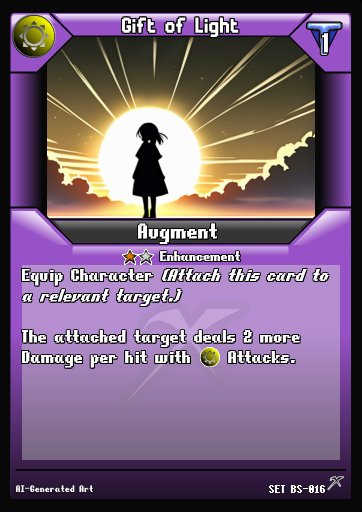 Gift of Light
1
Augment
Enhancement
Equip Character (Attach this card to
a relevant target.)
The attached target deals 2 more
Damage per hit with Attacks.
AI-Generated Art
SET BS-016